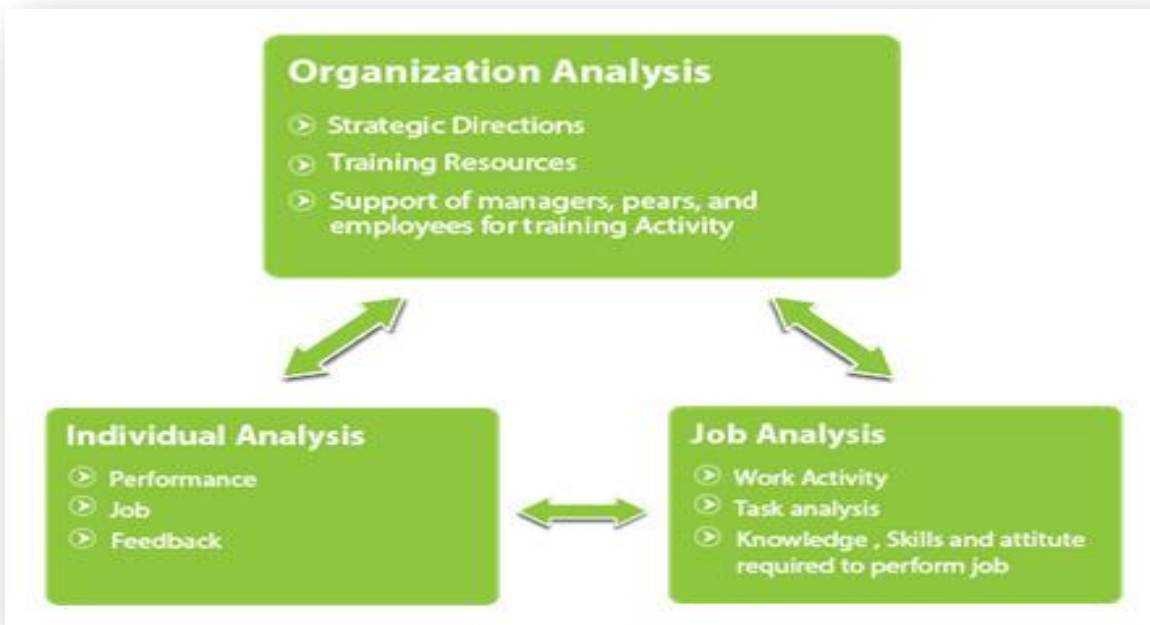 Organization Analysis
Strategic Directions
Training Resources
Support of managers, pears, and
employees for training Activity
Individual Analysis
Performance
Job
Feedback
Job Analysis
Work Activity
Task analysis
Knowledge , Skills and attitute
required to perform job